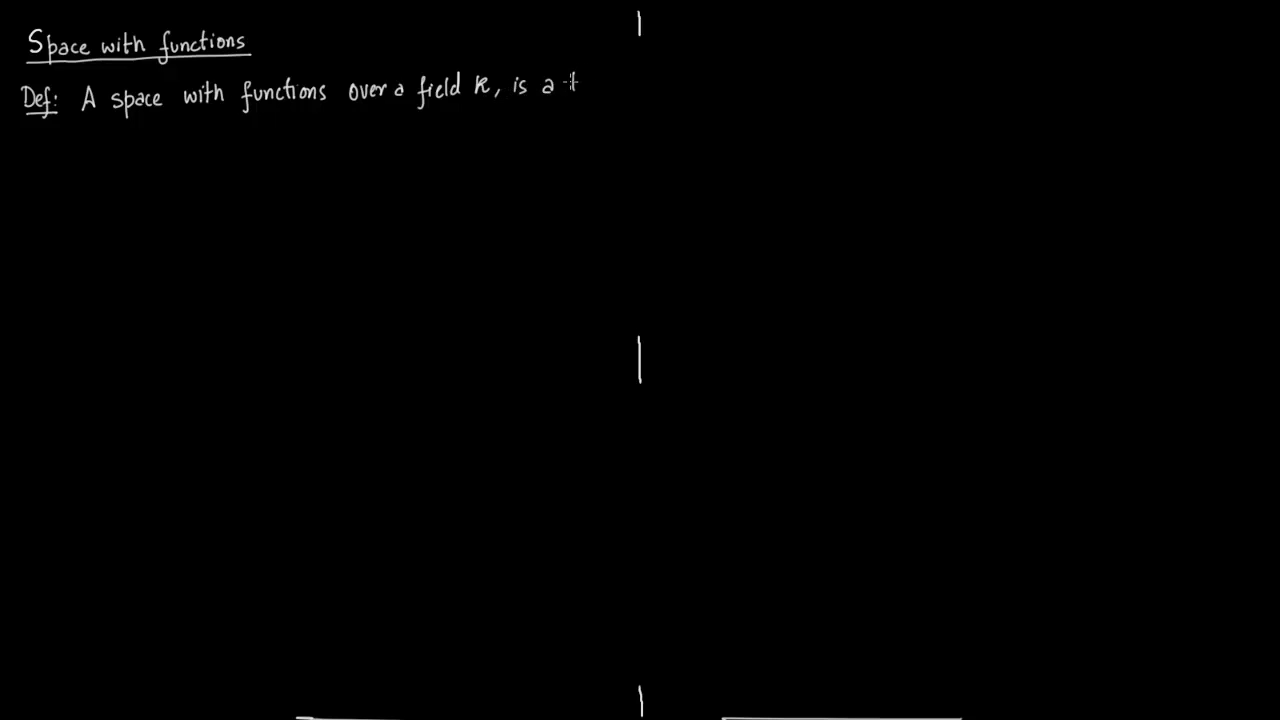 Space with functions
Def: A space with functions over a field k, is a t